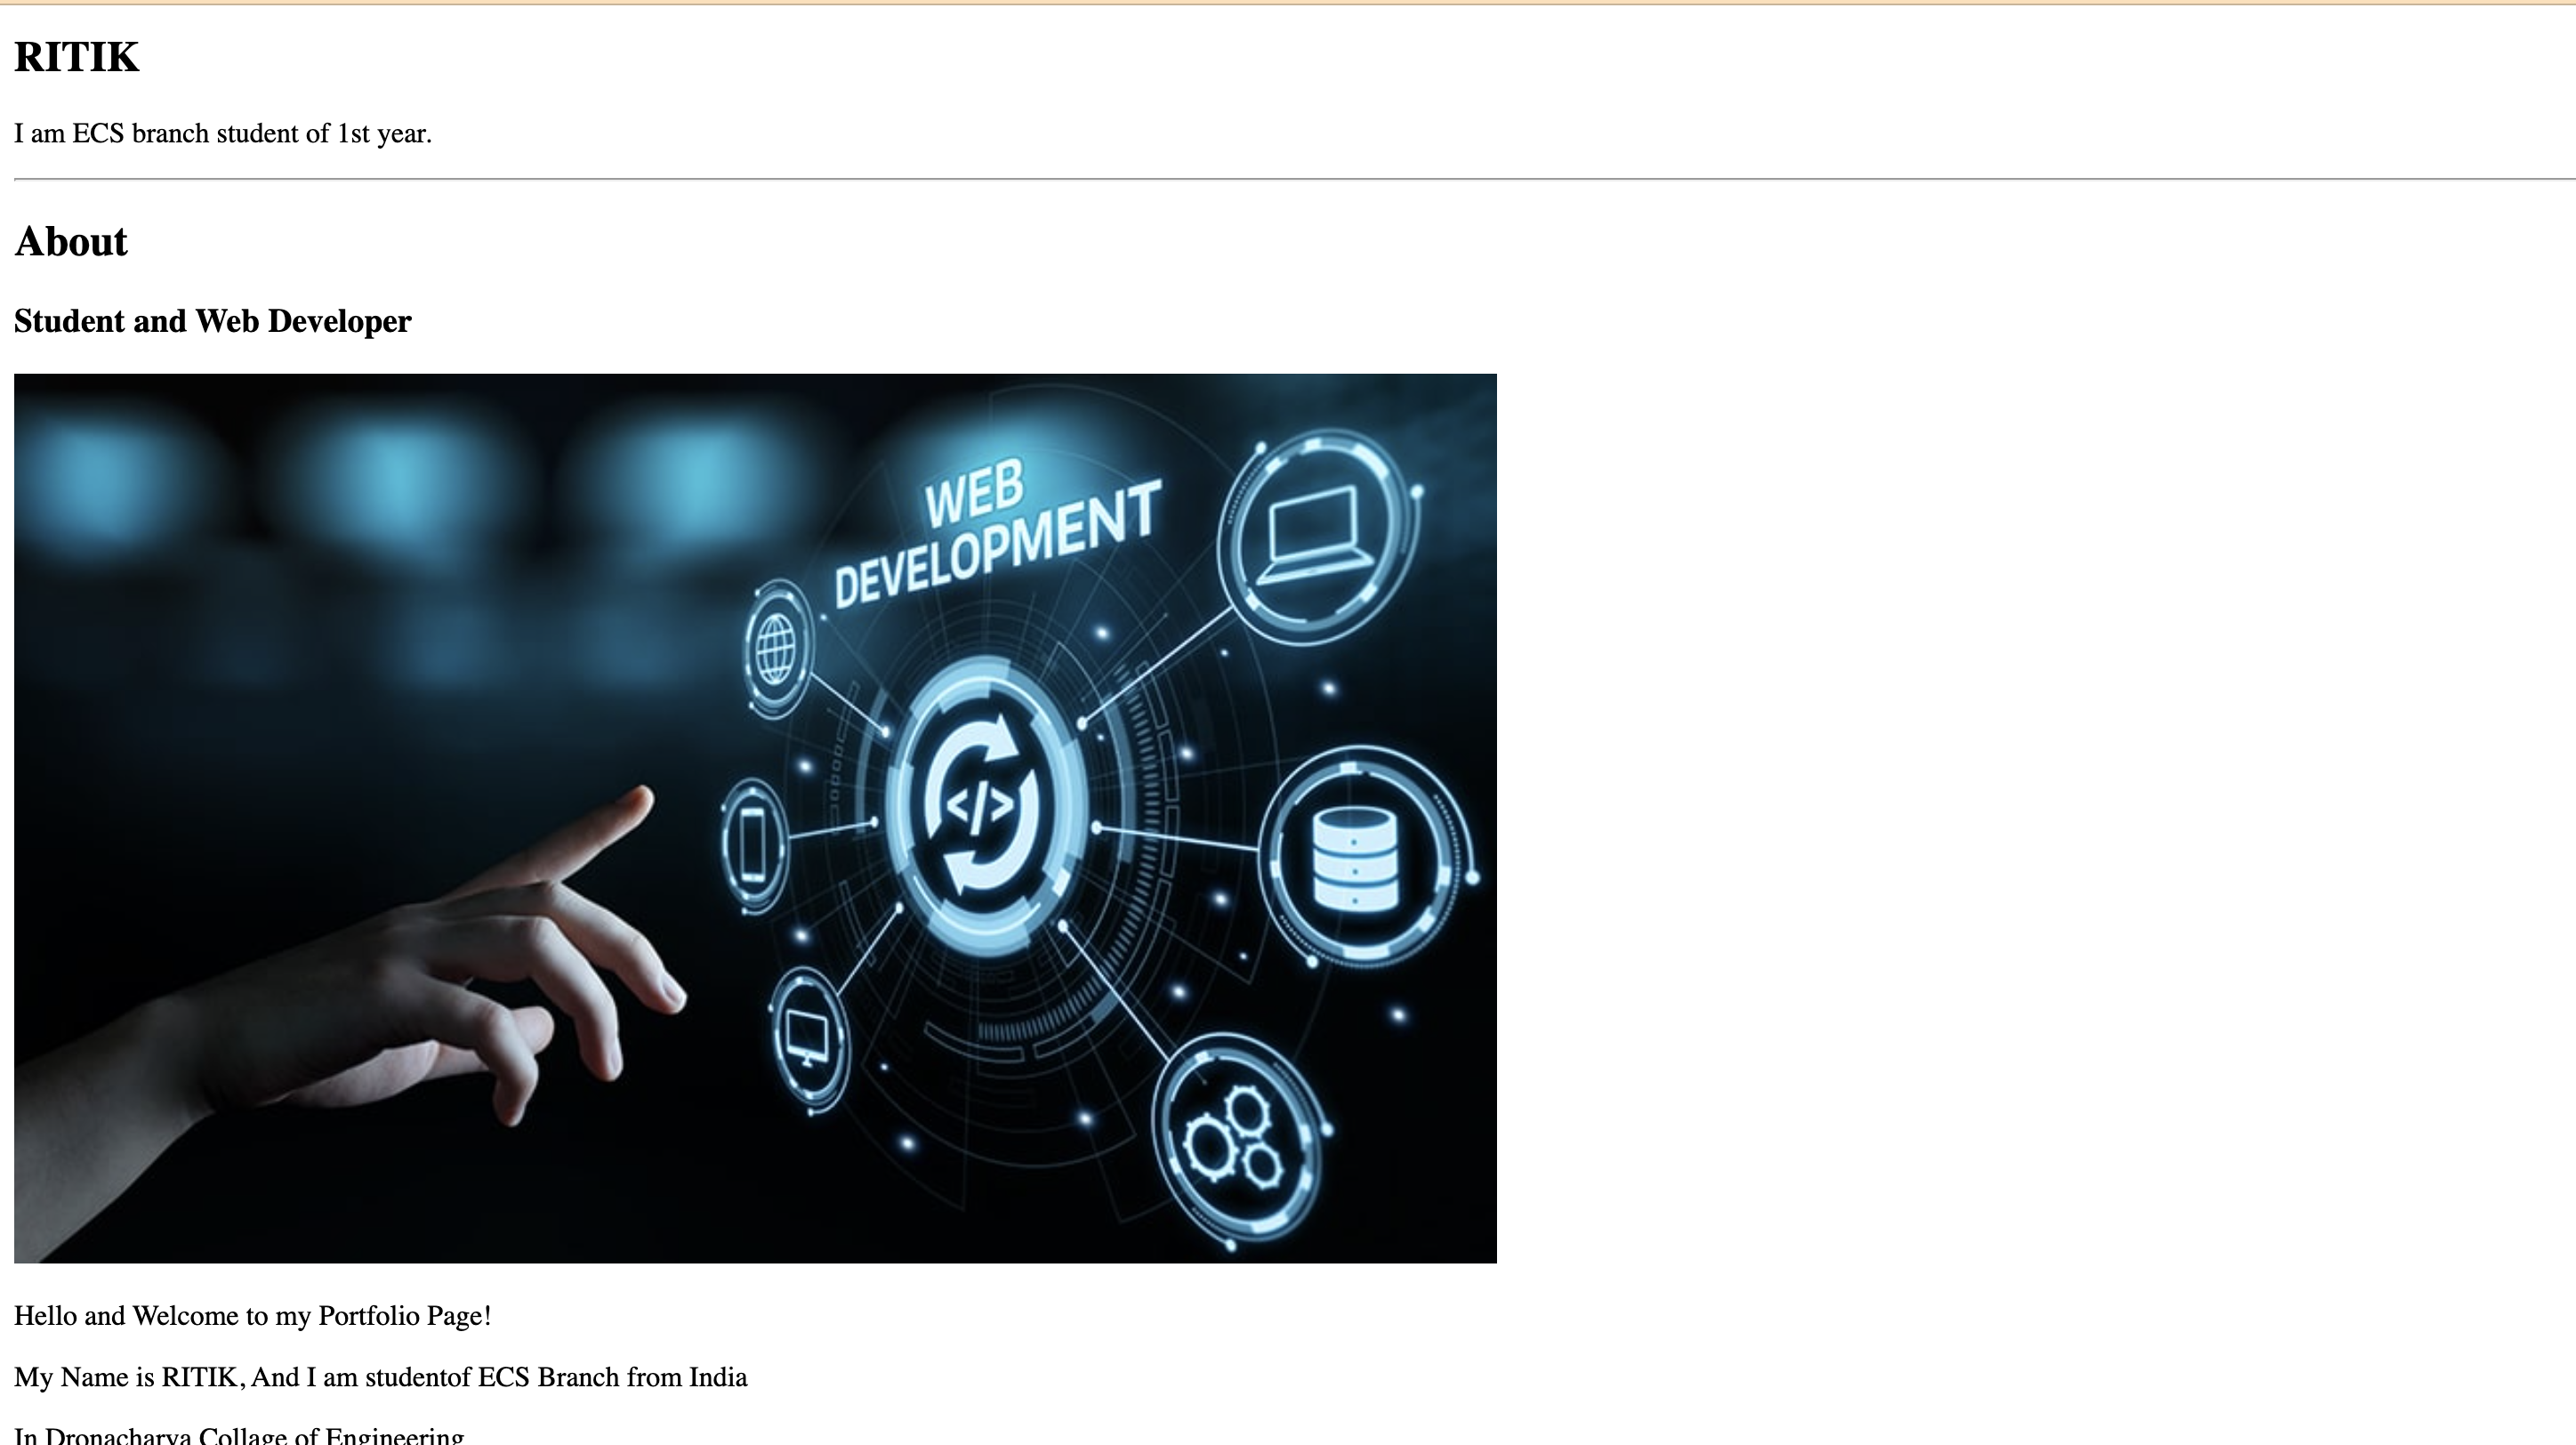 RITIK
I am ECS branch student of 1st year.
About
Student and Web Developer
WEB
DEVELOPMENT
</>
Hello and Welcome to my Portfolio Page!
My Name is RITIK, And I am studentof ECS Branch from India
In Dronacharya Collage of Engineering